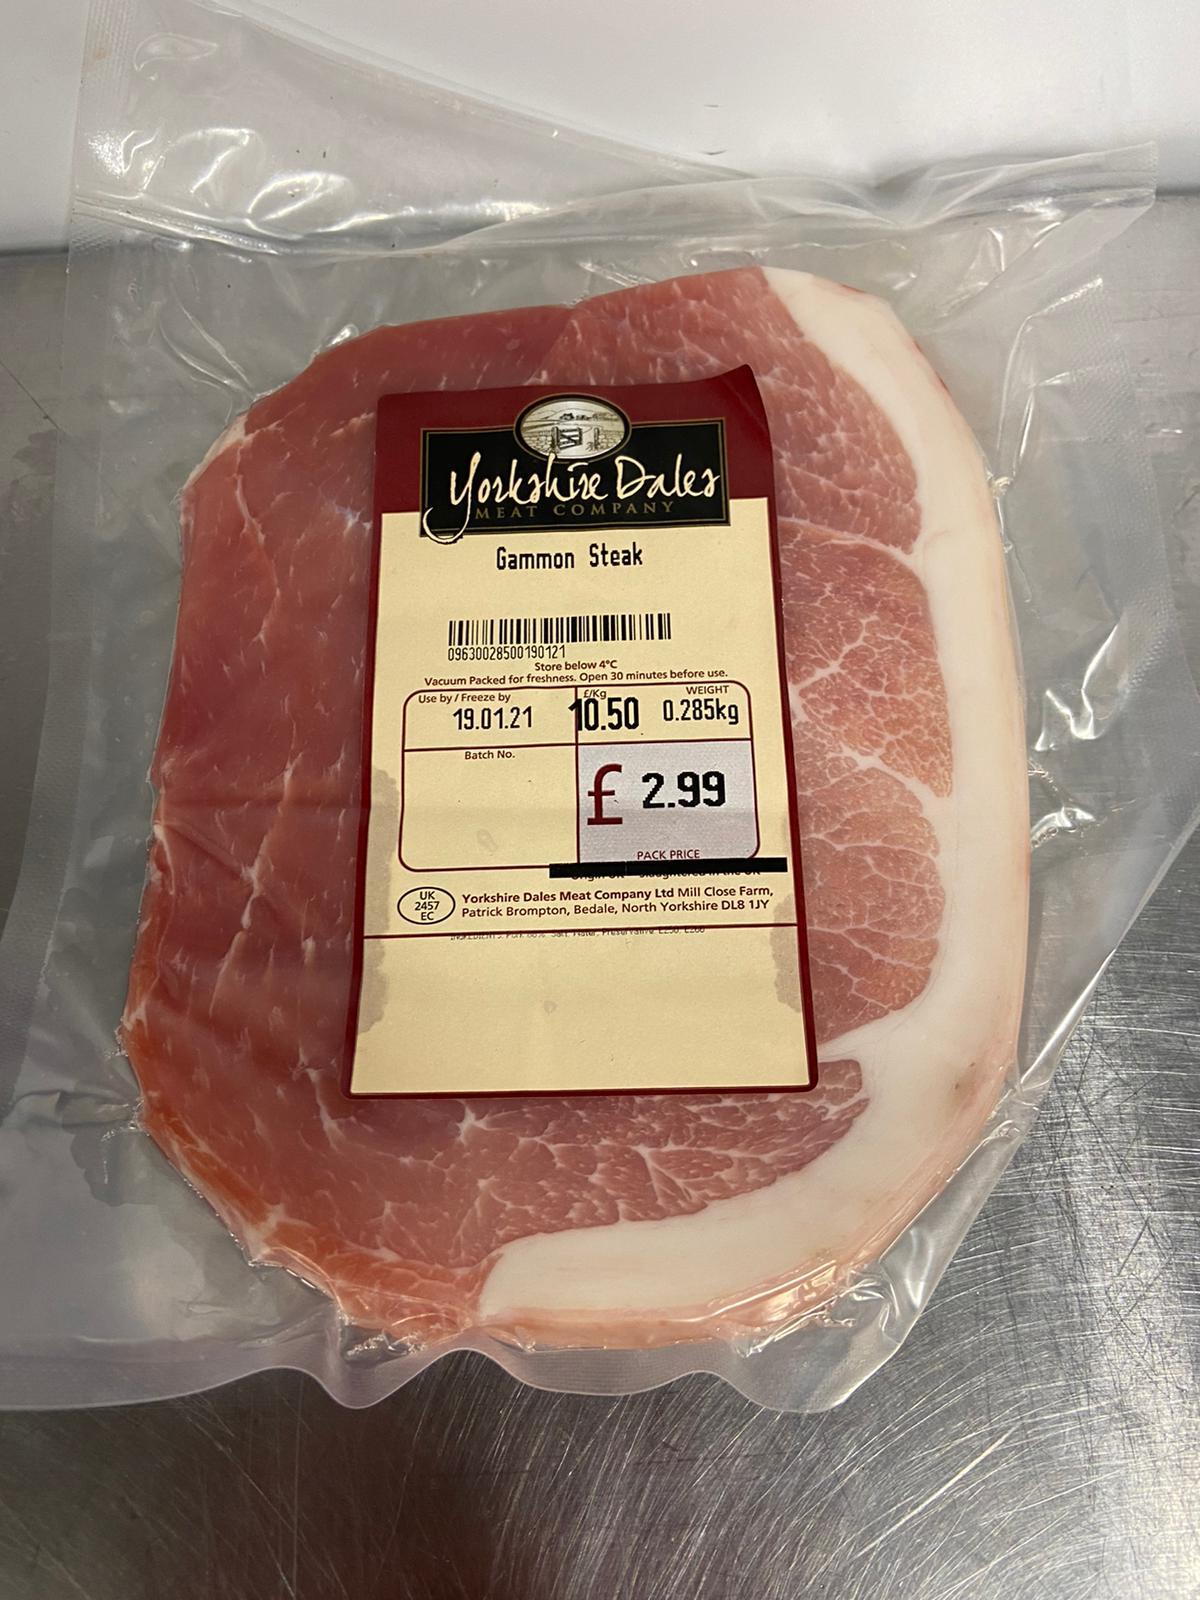 Yorkshire Dales
MEAT COMPANY
Gammon Steak
09630028500190121
Store below 4°C
Vacuum Packed for freshness. Open 30 minutes before use.
Use by / Freeze by
19.01.21
£/Kg
10.50
WEIGHT
0.285kg
Batch No.
£ 2.99
PACK PRICE
UK
2457
EC
Yorkshire Dales Meat Company Ltd Mill Close Farm,
Patrick Brompton, Bedale, North Yorkshire DL8 1JY